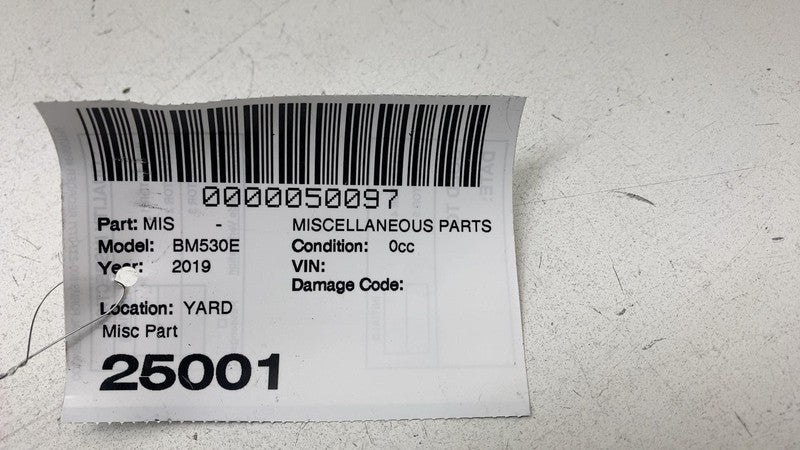 0000050097
Part: MIS - MISCELLANEOUS PARTS
Model: BM530E Condition: 0cc
Year: 2019 VIN:
Damage Code:
Location: YARD
Misc Part
25001